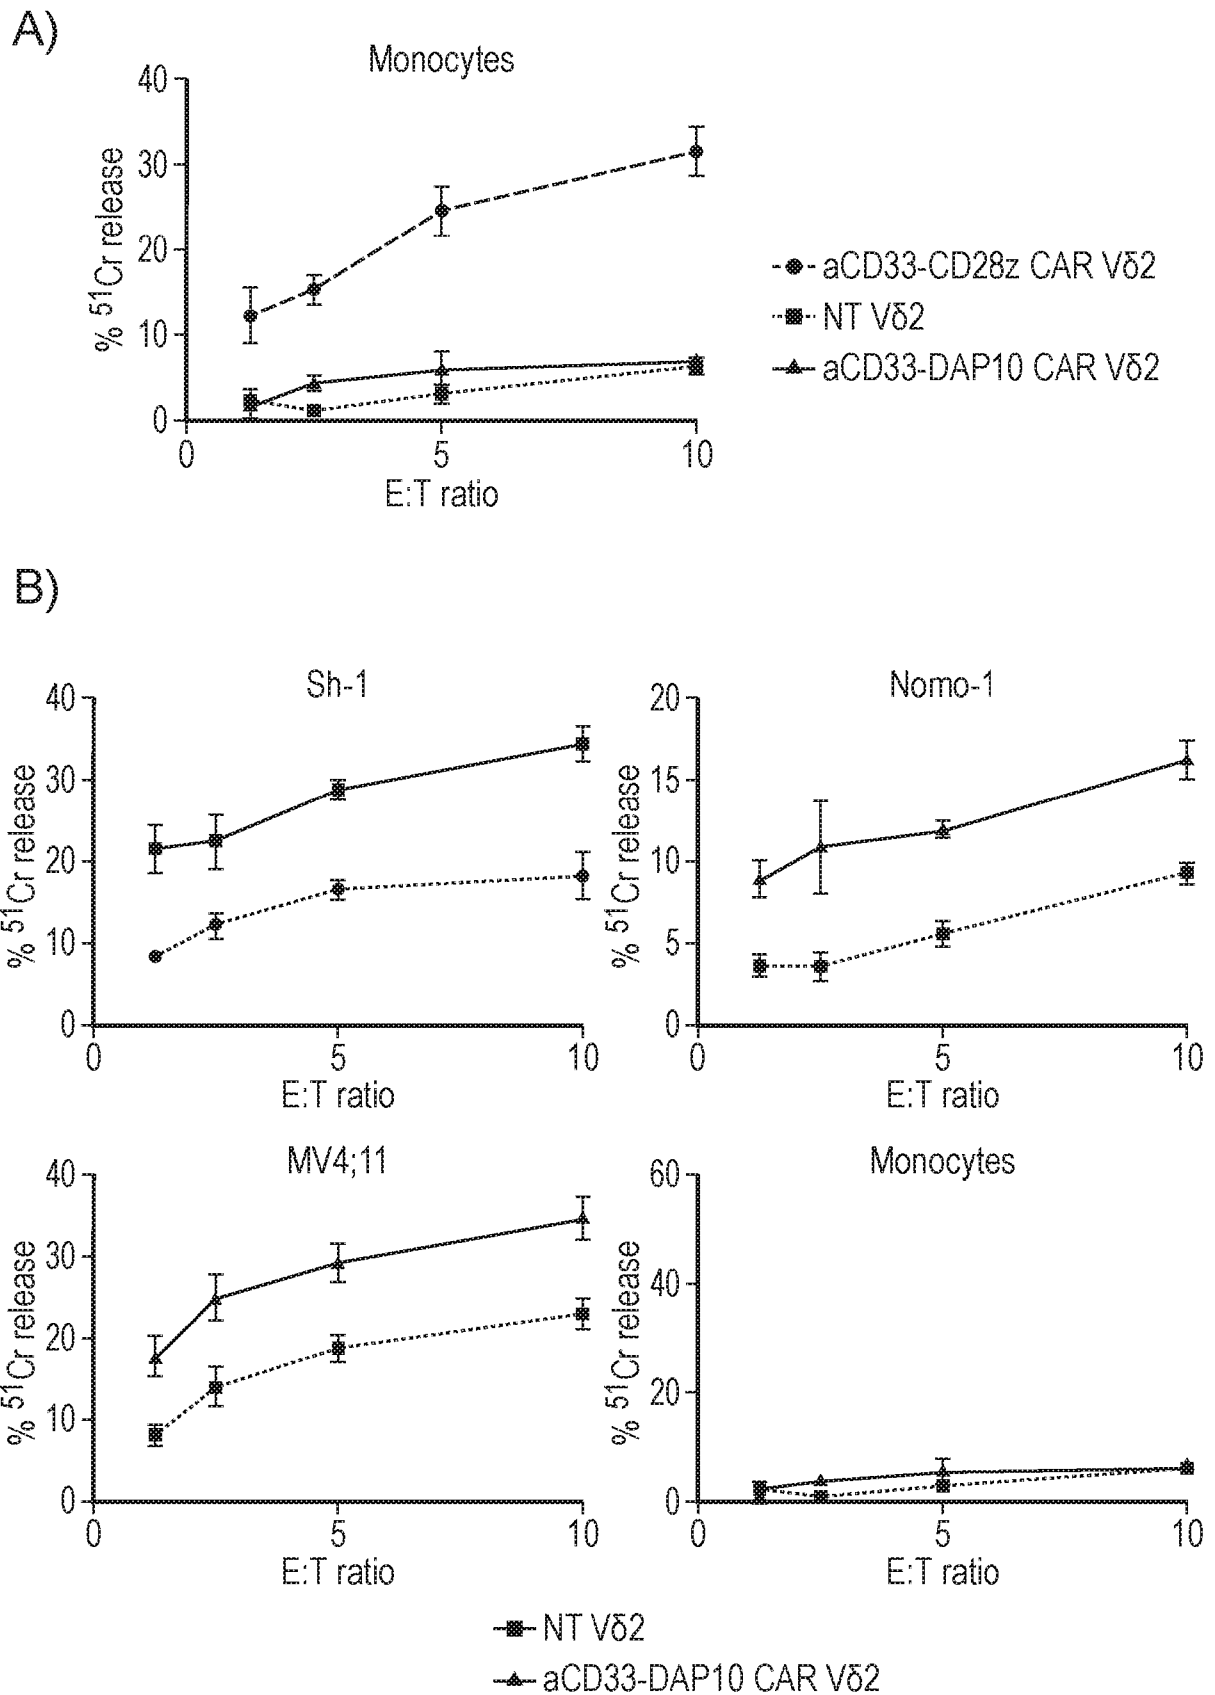 A)
Monocytes
40
30
20
10
0
% 51Cr release
0 5 10
E:T ratio
aCD33-CD28z CAR Vδ2
NT Vδ2
aCD33-DAP10 CAR Vδ2
B)
Sh-1
40
30
20
10
0
% 51Cr release
0 5 10
E:T ratio
Nomo-1
20
15
10
5
0
% 51Cr release
0 5 10
E:T ratio
MV4;11
40
30
20
10
0
% 51Cr release
0 5 10
E:T ratio
Monocytes
60
40
20
0
% 51Cr release
0 5 10
E:T ratio
NT Vδ2
aCD33-DAP10 CAR Vδ2